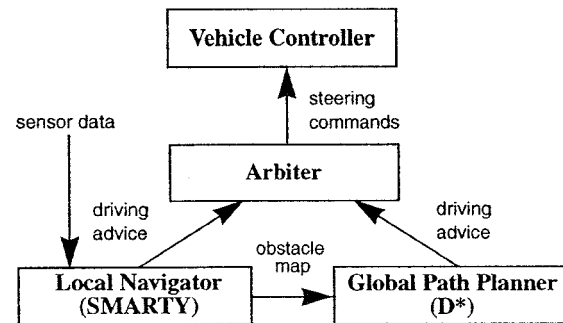 Vehicle Controller
steering
commands
sensor data
Arbiter
driving
advice
driving
advice
obstacle
map
Local Navigator
(SMARTY)
Global Path Planner
(D*)